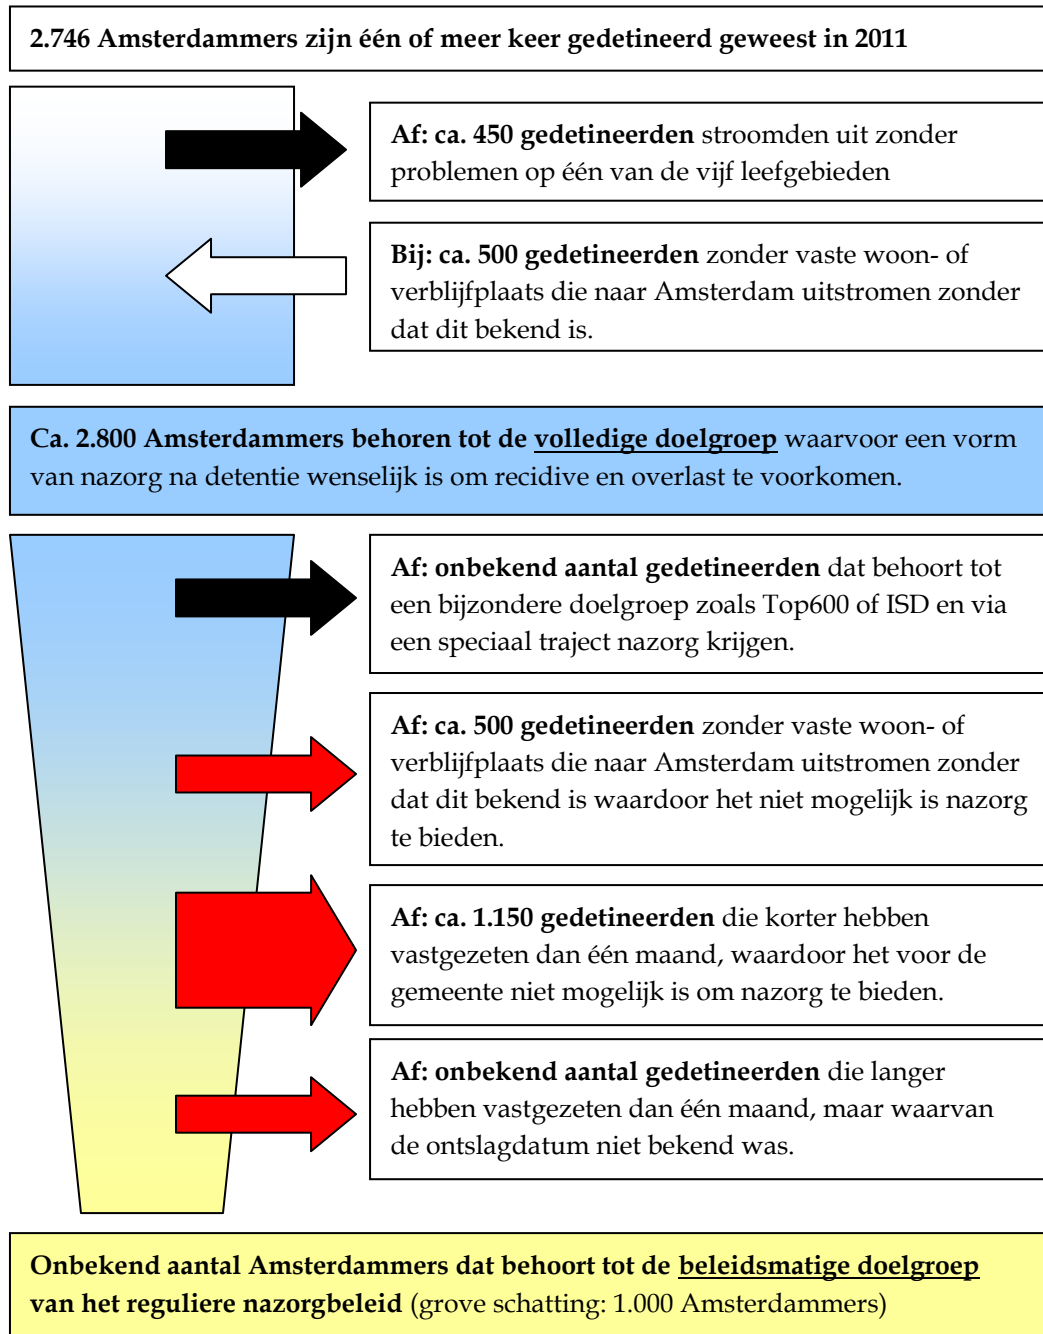 2.746 Amsterdammers zijn één of meer keer gedetineerd geweest in 2011
Af: ca. 450 gedetineerden stroomden uit zonder
problemen op één van de vijf leefgebieden
Bij: ca. 500 gedetineerden zonder vaste woon- of
verblijfplaats die naar Amsterdam uitstromen zonder
dat dit bekend is.
Ca. 2.800 Amsterdammers behoren tot de volledige doelgroep waarvoor een vorm
van nazorg na detentie wenselijk is om recidive en overlast te voorkomen.
Af: onbekend aantal gedetineerden dat behoort tot
een bijzondere doelgroep zoals Top600 of ISD en via
een speciaal traject nazorg krijgen.
Af: ca. 500 gedetineerden zonder vaste woon- of
verblijfplaats die naar Amsterdam uitstromen zonder
dat dit bekend is waardoor het niet mogelijk is nazorg
te bieden.
Af: ca. 1.150 gedetineerden die korter hebben
vastgezeten dan één maand, waardoor het voor de
gemeente niet mogelijk is om nazorg te bieden.
Af: onbekend aantal gedetineerden die langer
hebben vastgezeten dan één maand, maar waarvan
de ontslagdatum niet bekend was.
Onbekend aantal Amsterdammers dat behoort tot de beleidsmatige doelgroep
van het reguliere nazorgbeleid (grove schatting: 1.000 Amsterdammers)